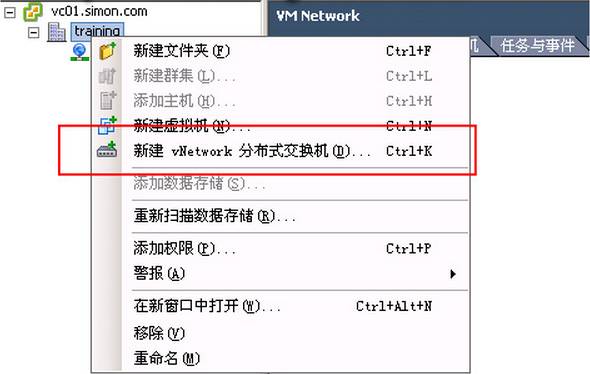 vc01.simon.com
VM Network
training
任务与事件
新建文件夹(F) Ctrl+F
新建群集(L)... Ctrl+L
添加主机(H)... Ctrl+H
新建虚拟机(N)... Ctrl+N
新建 vNetwork 分布式交换机(D)... Ctrl+K
添加数据存储(S)...
重新扫描数据存储(R)...
添加权限(P)... Ctrl+P
警报(A)
在新窗口中打开(W)... Ctrl+Alt+N
移除(V)
重命名(M)